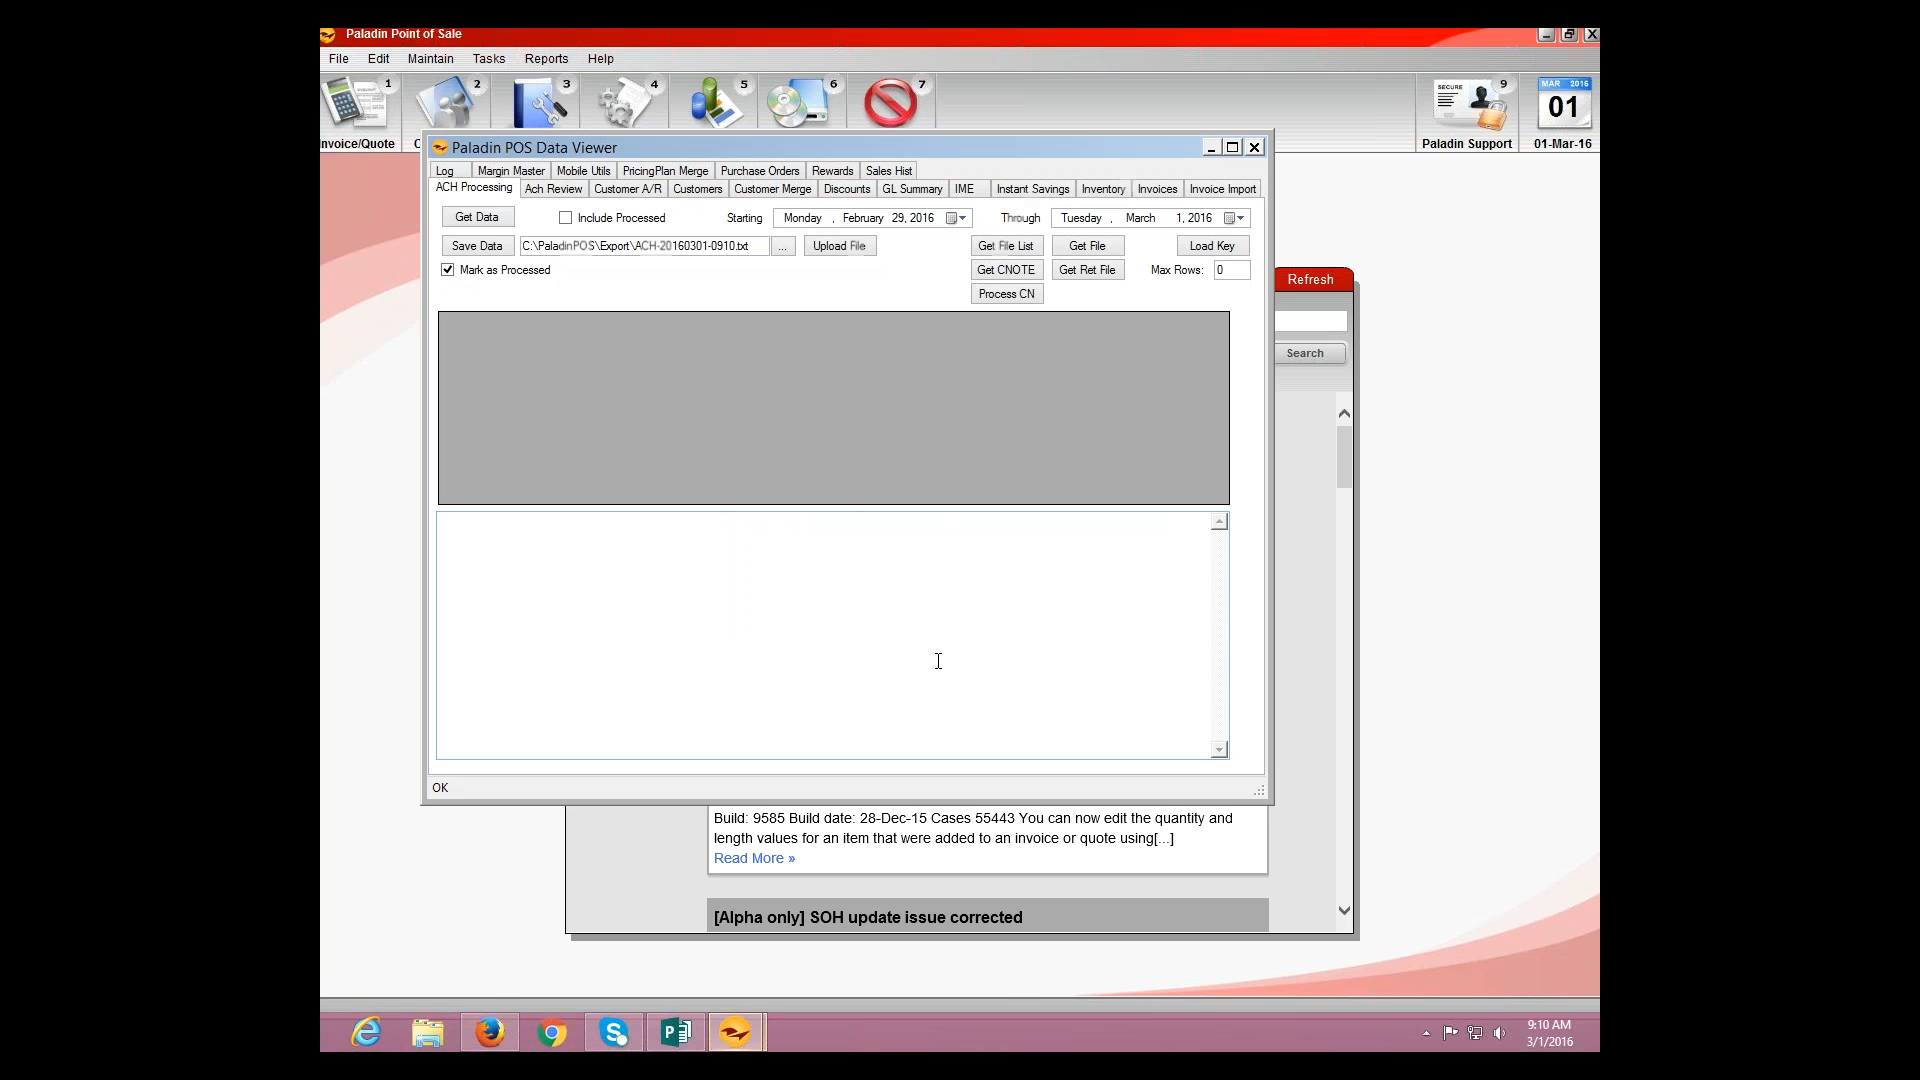 Paladin Point of Sale
File Edit Maintain Tasks Reports Help
1 2 3 4 5 6 7 9 MAR 2016
SECURE 01
nvoice/Quote C Paladin Support 01-Mar-16
Paladin POS Data Viewer
Log Margin Master Mobile Utils PricingPlan Merge Purchase Orders Rewards Sales Hist
ACH Processing Ach Review Customer A/R Customers Customer Merge Discounts GL Summary IME Instant Savings Inventory Invoices Invoice Import
Get Data Include Processed Starting Monday , February 29, 2016 Through Tuesday , March 1, 2016
Save Data C:\PaladinPOS\Export\ACH-20160301-0910.txt ... Upload File Get File List Get File Load Key
Mark as Processed Get CNOTE Get Ret File Max Rows: 0
Process CN
Refresh
Search
OK
Build: 9585 Build date: 28-Dec-15 Cases 55443 You can now edit the quantity and
length values for an item that were added to an invoice or quote using[...]
Read More »
[Alpha only] SOH update issue corrected
9:10 AM
3/1/2016